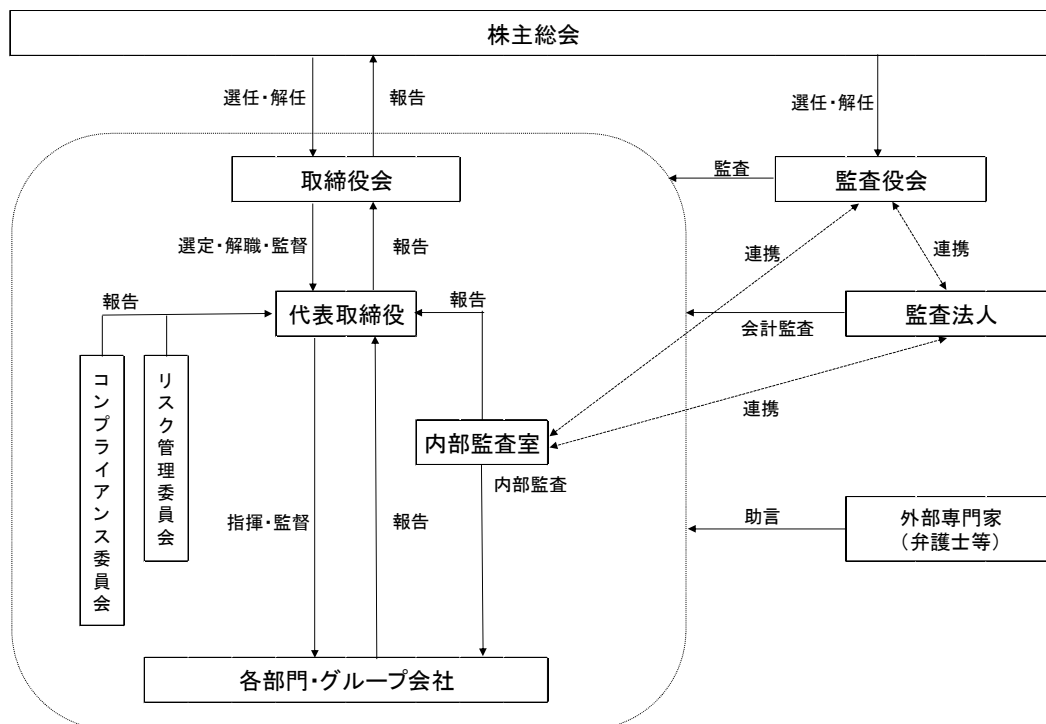 株主総会
選任・解任
報告
選任・解任
取締役会
監査
監査役会
選定・解職・監督
報告
連携
連携
報告
代表取締役
報告
会計監査
監査法人
コンプライアンス委員会
リスク管理委員会
連携
内部監査室
内部監査
指揮・監督
報告
助言
外部専門家
（弁護士等）
各部門・グループ会社